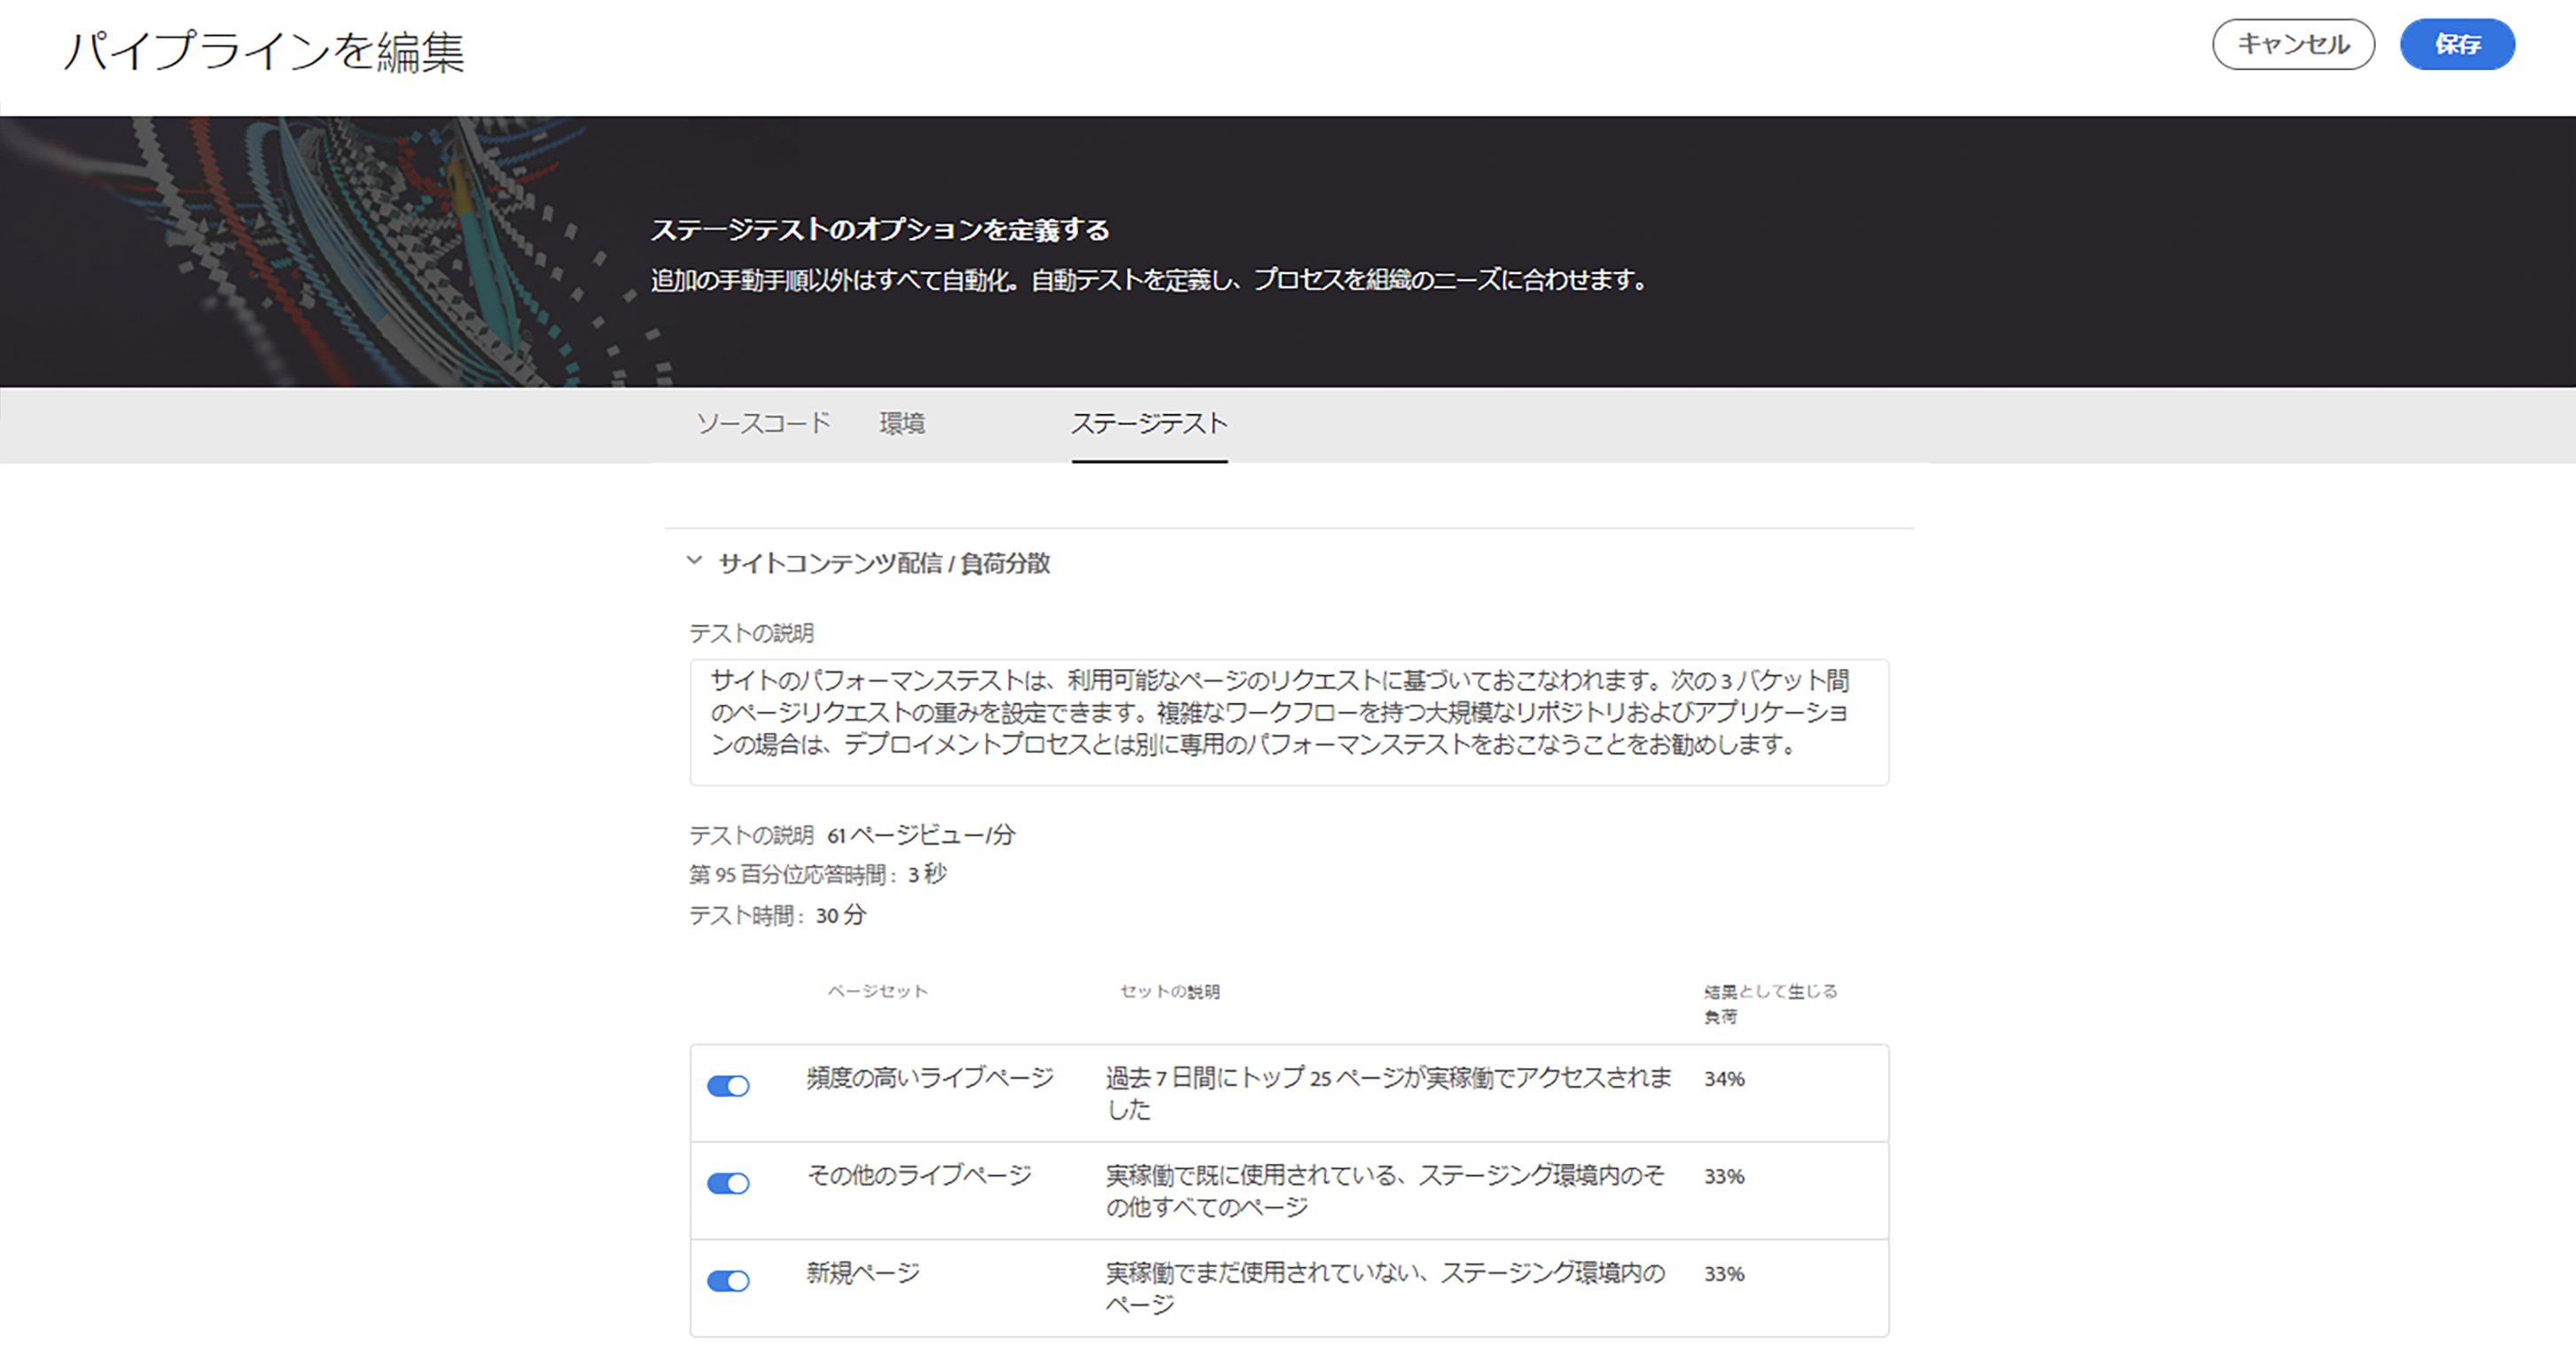 パイプラインを編集
キャンセル
保存
ステージテストのオプションを定義する
追加の手動手順以外はすべて自動化。自動テストを定義し、プロセスを組織のニーズに合わせます。
ソースコード
環境
ステージテスト
サイトコンテンツ配信 / 負荷分散
テストの説明
サイトのパフォーマンステストは、利用可能なページのリクエストに基づいておこなわれます。次の 3 バケット間
のページリクエストの重みを設定できます。複雑なワークフローを持つ大規模なリポジトリおよびアプリケーショ
ンの場合は、デプロイメントプロセスとは別に専用のパフォーマンステストをおこなうことをお勧めします。
テストの説明 61 ページビュー/分
第 95 百分位応答時間 : 3 秒
テスト時間 : 30 分
ページセット
セットの説明
結果として生じる
負荷
頻度の高いライブページ
過去 7 日間にトップ 25 ページが実稼働でアクセスされま
した
34%
その他のライブページ
実稼働で既に使用されている、ステージング環境内のそ
の他すべてのページ
33%
新規ページ
実稼働でまだ使用されていない、ステージング環境内の
ページ
33%